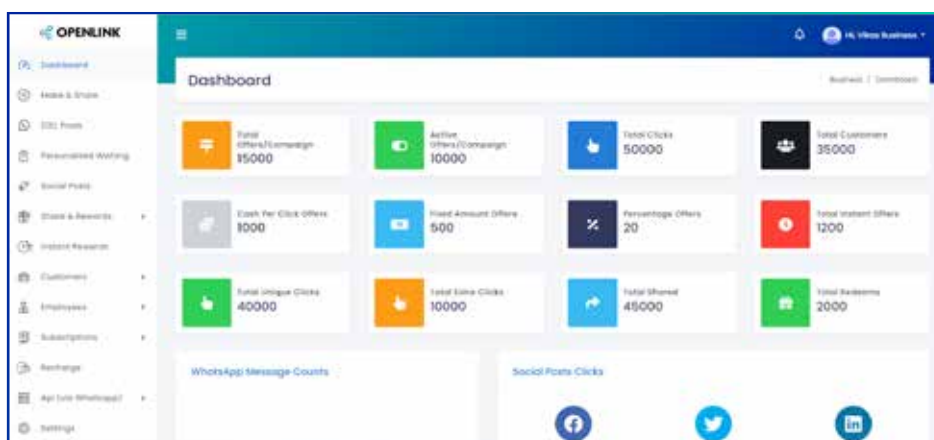 OPENLINK
Hi, Vikas Business
Dashboard
Dashboard
Business / Dashboard
Make & Share
D2C Posts
Personalised Wishing
Social Posts
Share & Rewards
Instant Rewards
Customers
Employees
Subscriptions
Recharge
Settings
Total
Offers/Campaign
15000
Active
Offers/Campaign
10000
Total Clicks
50000
Total Customers
35000
Cash Per Click Offers
1000
Fixed Amount Offers
500
Percentage Offers
20
Total Instant Offers
1200
Total Unique Clicks
40000
Total Extra Clicks
10000
Total Shared
45000
Total Redeems
2000
WhatsApp Message Counts
Social Posts Clicks